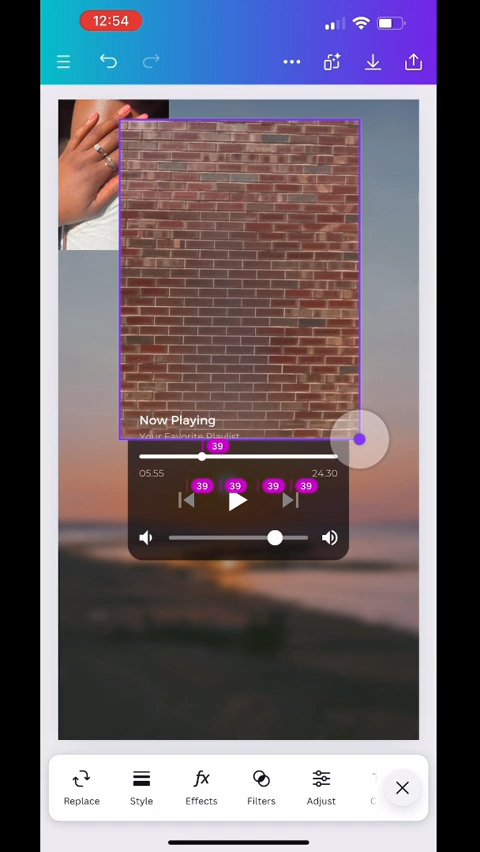 12:54
Now Playing
Your Favorite Playlist
39
05.55
24.30
39 39 39 39
Replace
Style
fx
Effects
Filters
Adjust